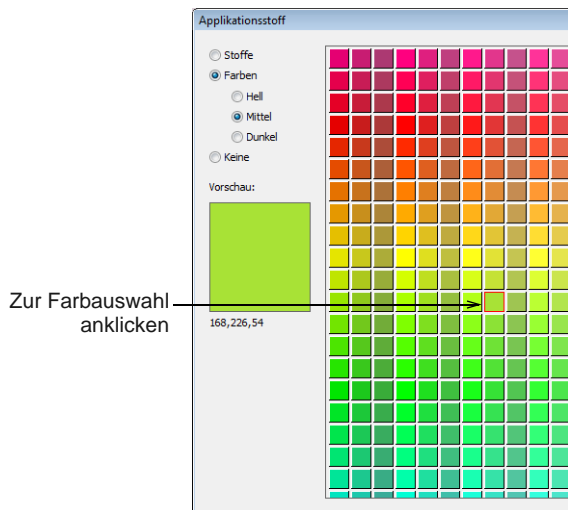 Applikationsstoff
Stoffe
Farben
Hell
Mittel
Dunkel
Keine
Vorschau:
Zur Farbauswahl
anklicken
168,226,54